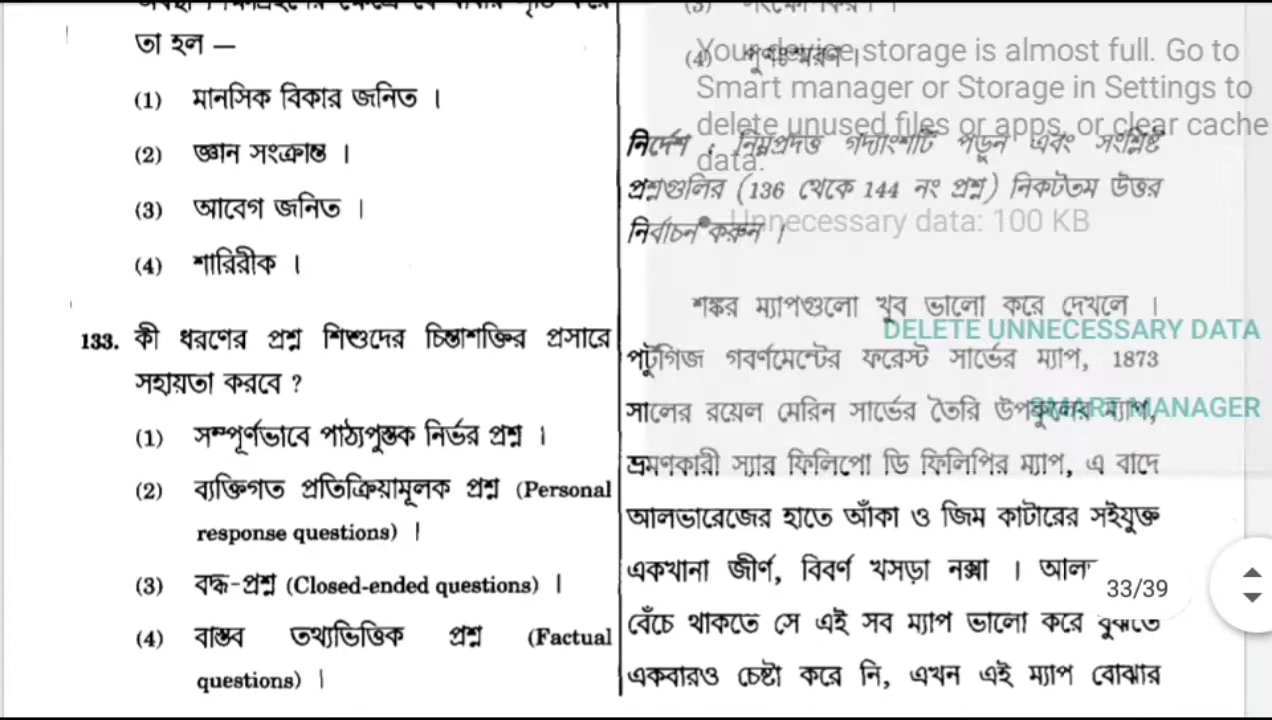 তা হল —
(1) মানসিক বিকার জনিত ।
(2) জ্ঞান সংক্রান্ত ।
(3) আবেগ জনিত ।
(4) শারিরীক ।
133. কী ধরণের প্রশ্ন শিশুদের চিন্তাশক্তির প্রসারে
সহায়তা করবে ?
(1) সম্পূর্ণভাবে পাঠ্যপুস্তক নির্ভর প্রশ্ন ।
(2) ব্যক্তিগত প্রতিক্রিয়ামূলক প্রশ্ন (Personal
response questions) ।
(3) বদ্ধ-প্রশ্ন (Closed-ended questions) ।
(4) বাস্তব তথ্যভিত্তিক প্রশ্ন (Factual
questions) ।
(4) পুণঃস্মরণ ।
নির্দেশ : নিম্নপ্রদত্ত গদ্যাংশটি পড়ুন এবং সংশ্লিষ্ট
প্রশ্নগুলির (136 থেকে 144 নং প্রশ্ন) নিকটতম উত্তর
নির্বাচন করুন ।
শঙ্কর ম্যাপগুলো খুব ভালো করে দেখলে ।
পর্টুগিজ গবর্ণমেন্টের ফরেস্ট সার্ভের ম্যাপ, 1873
সালের রয়েল মেরিন সার্ভের তৈরি উপকূলের ম্যাপ,
ভ্রমণকারী স্যার ফিলিপো ডি ফিলিপির ম্যাপ, এ বাদে
আলভারেজের হাতে আঁকা ও জিম কার্টারের সইযুক্ত
একখানা জীর্ণ, বিবর্ণ খসড়া নক্সা ।
বেঁচে থাকতে সে এই সব ম্যাপ ভালো করে বুঝতে
একবারও চেষ্টা করে নি, এখন এই ম্যাপ বোঝার
Your device storage is almost full. Go to
Smart manager or Storage in Settings to
delete unused files or apps, or clear cache
data.
Unnecessary data: 100 KB
DELETE UNNECESSARY DATA
SMART MANAGER
33/39